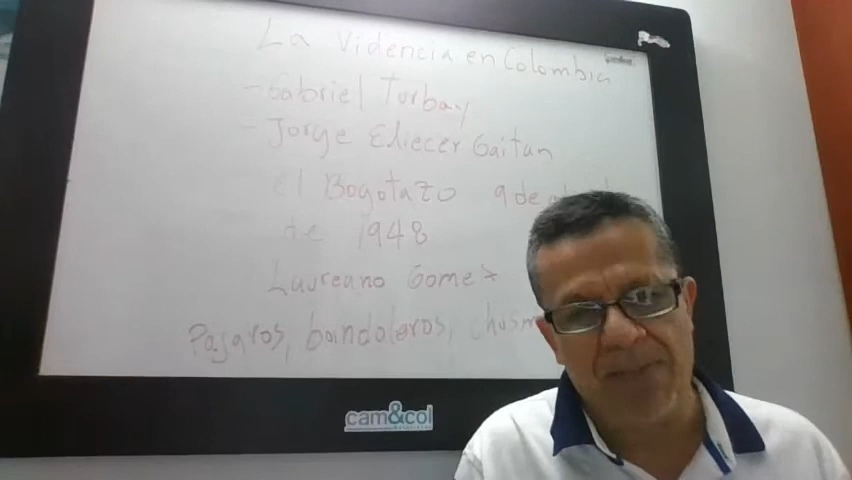 La Videncia en Colombia
- Gabriel Turbay
- Jorge Eliecer Gaitan
El Bogotazo 9 de
de 1948
Laureano Gomez
Pajaros, bandoleros,
cam&col